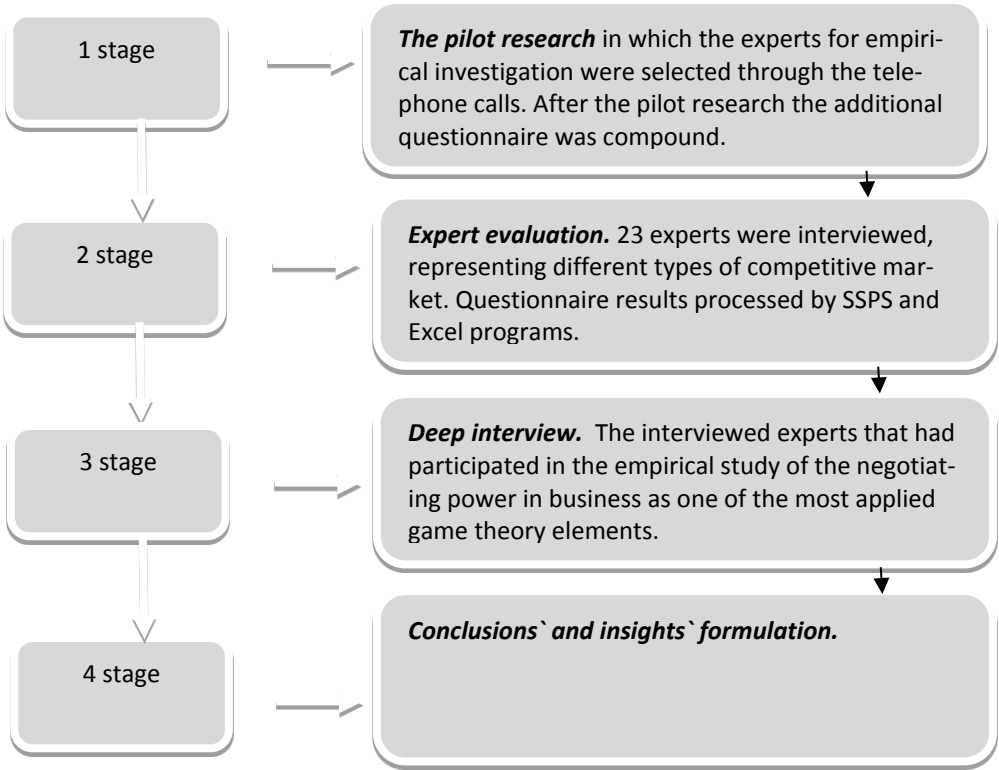 1 stage
The pilot research in which the experts for empiri-
cal investigation were selected through the tele-
phone calls. After the pilot research the additional
questionnaire was compound.
2 stage
Expert evaluation. 23 experts were interviewed,
representing different types of competitive mar-
ket. Questionnaire results processed by SSPS and
Excel programs.
3 stage
Deep interview. The interviewed experts that had
participated in the empirical study of the negotiat-
ing power in business as one of the most applied
game theory elements.
4 stage
Conclusions` and insights` formulation.